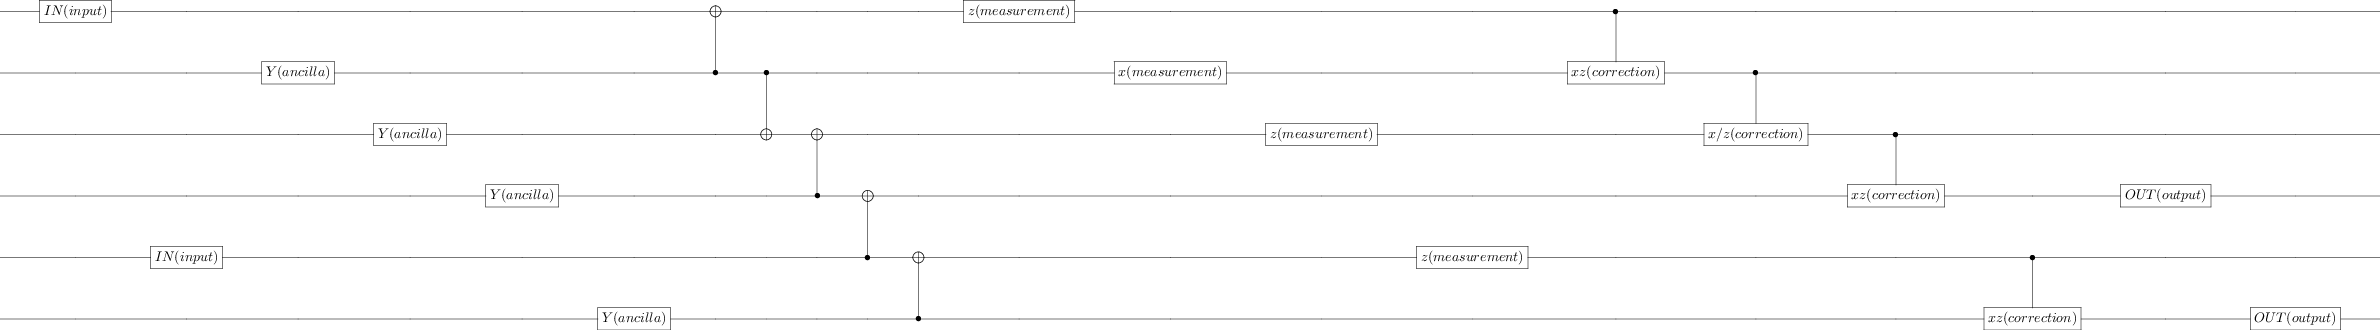 IN(input) z(measurement)
Y(ancilla) x(measurement) xz(correction)
Y(ancilla) z(measurement) x/z(correction)
Y(ancilla) xz(correction) OUT(output)
IN(input) z(measurement)
Y(ancilla) xz(correction) OUT(output)